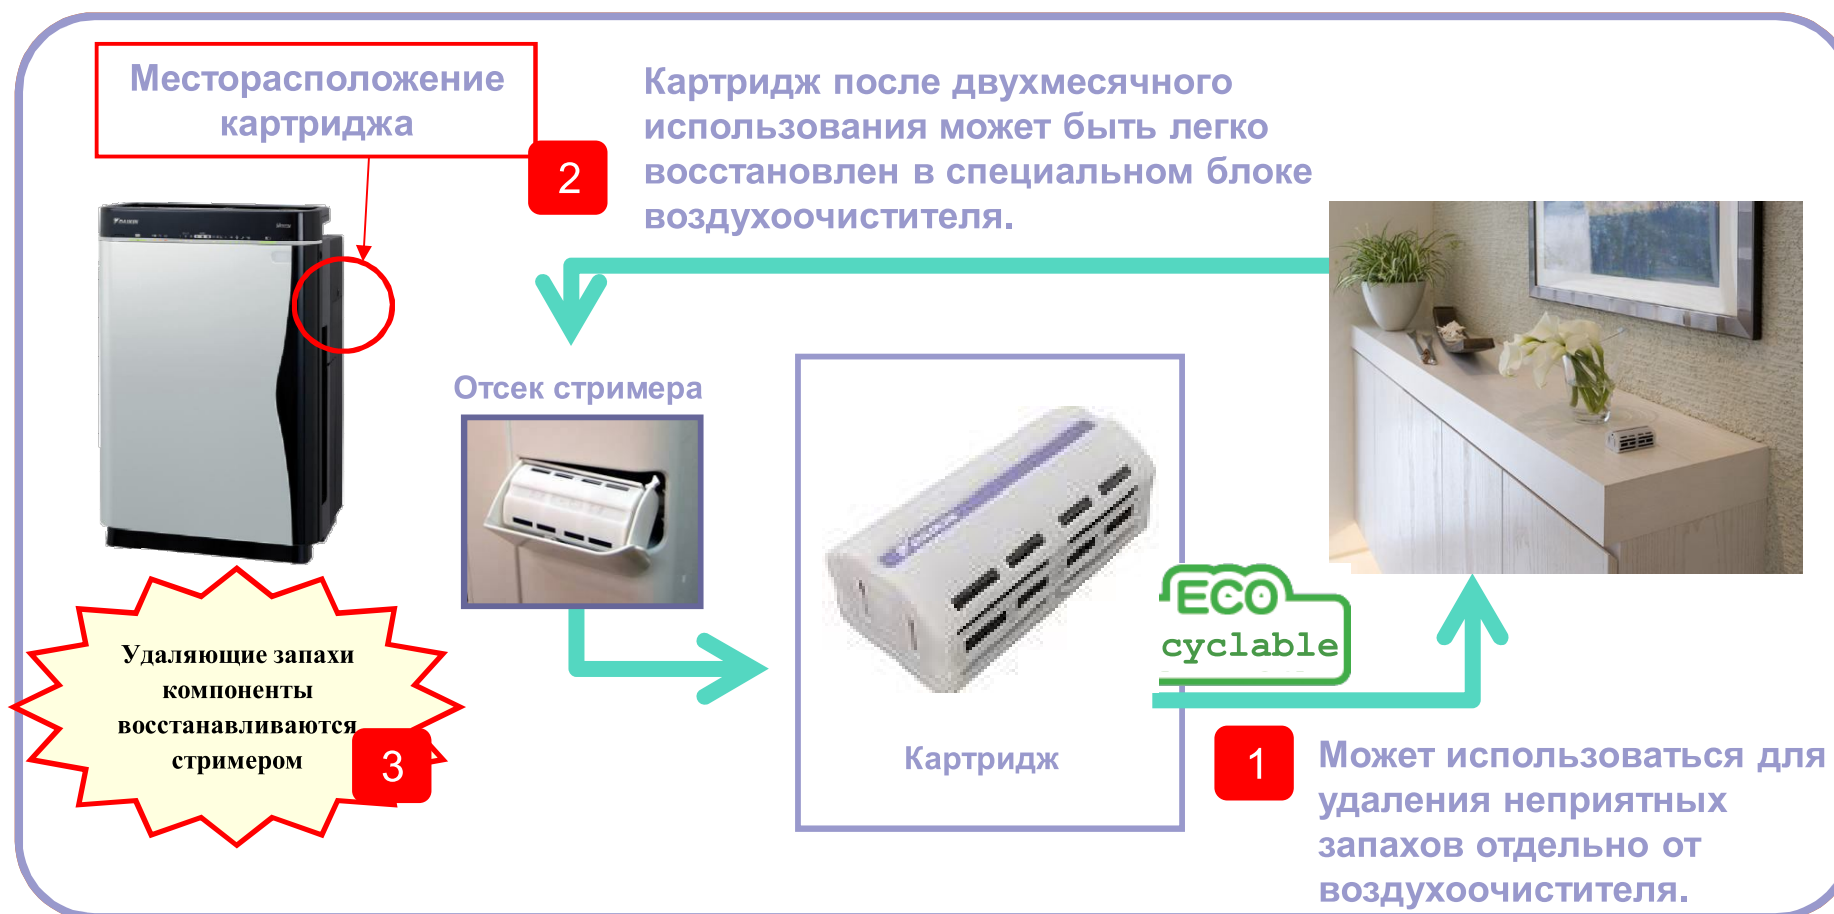 Месторасположение
картриджа
2
Картридж после двухмесячного
использования может быть легко
восстановлен в специальном блоке
воздухоочистителя.
Отсек стримера
Удаляющие запахи
компоненты
восстанавливаются
стримером
3
Картридж
ECO
cyclable
1
Может использоваться для
удаления неприятных
запахов отдельно от
воздухоочистителя.